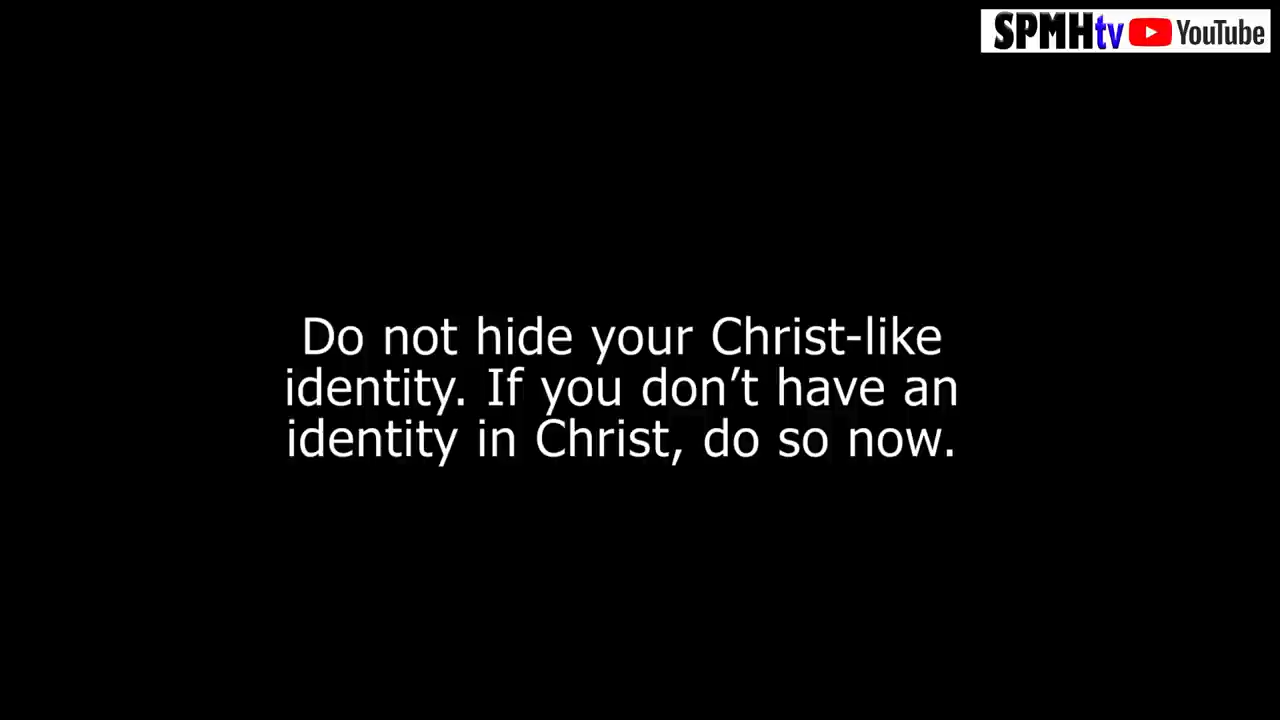 SPMHtv YouTube
Do not hide your Christ-like
identity. If you don’t have an
identity in Christ, do so now.